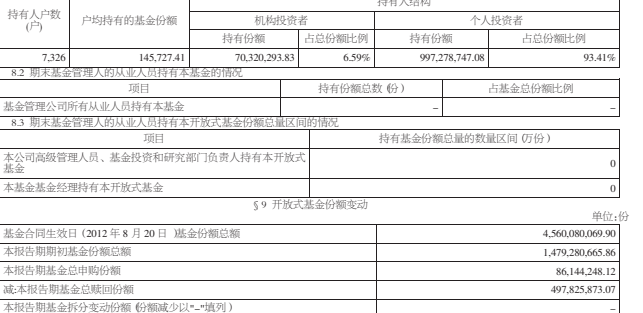 持有人结构
持有人户数 户均持有的基金份额 机构投资者 个人投资者
(户)
持有份额 占总份额比例 持有份额 占总份额比例
7,326 145,727.41 70,320,293.83 6.59% 997,278,747.08 93.41%
8.2 期末基金管理人的从业人员持有本基金的情况
项目 持有份额总数(份) 占基金总份额比例
基金管理公司所有从业人员持有本基金 – –
8.3 期末基金管理人的从业人员持有本开放式基金份额总量区间的情况
项目 持有基金份额总量的数量区间(万份)
本公司高级管理人员、基金投资和研究部门负责人持有本开放式 0
基金
本基金基金经理持有本开放式基金 0
§9 开放式基金份额变动
单位:份
基金合同生效日(2012年8月20日)基金份额总额 4,560,080,069.90
本报告期期初基金份额总额 1,479,280,665.86
本报告期基金总申购份额 86,144,248.12
减:本报告期基金总赎回份额 497,825,873.07
本报告期基金拆分变动份额(份额减少以"–"填列) –